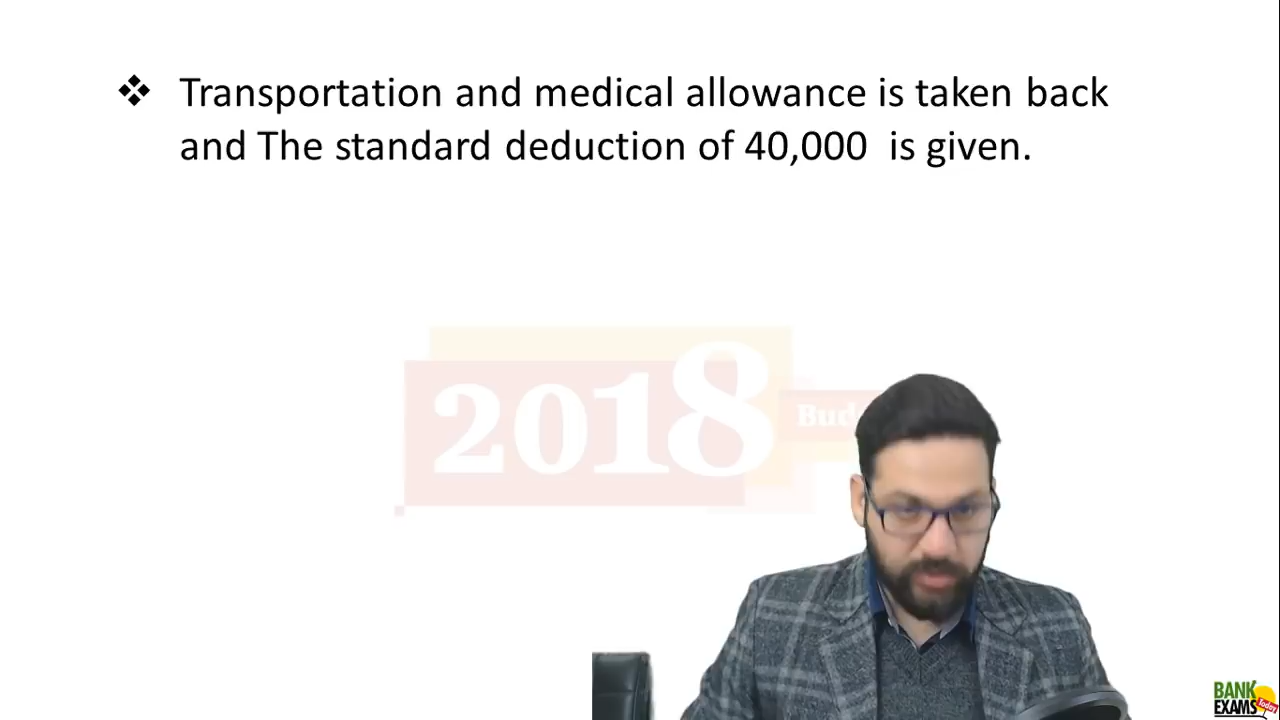 ❖ Transportation and medical allowance is taken back
and The standard deduction of 40,000 is given.
2018
BANK
EXAMS
Today